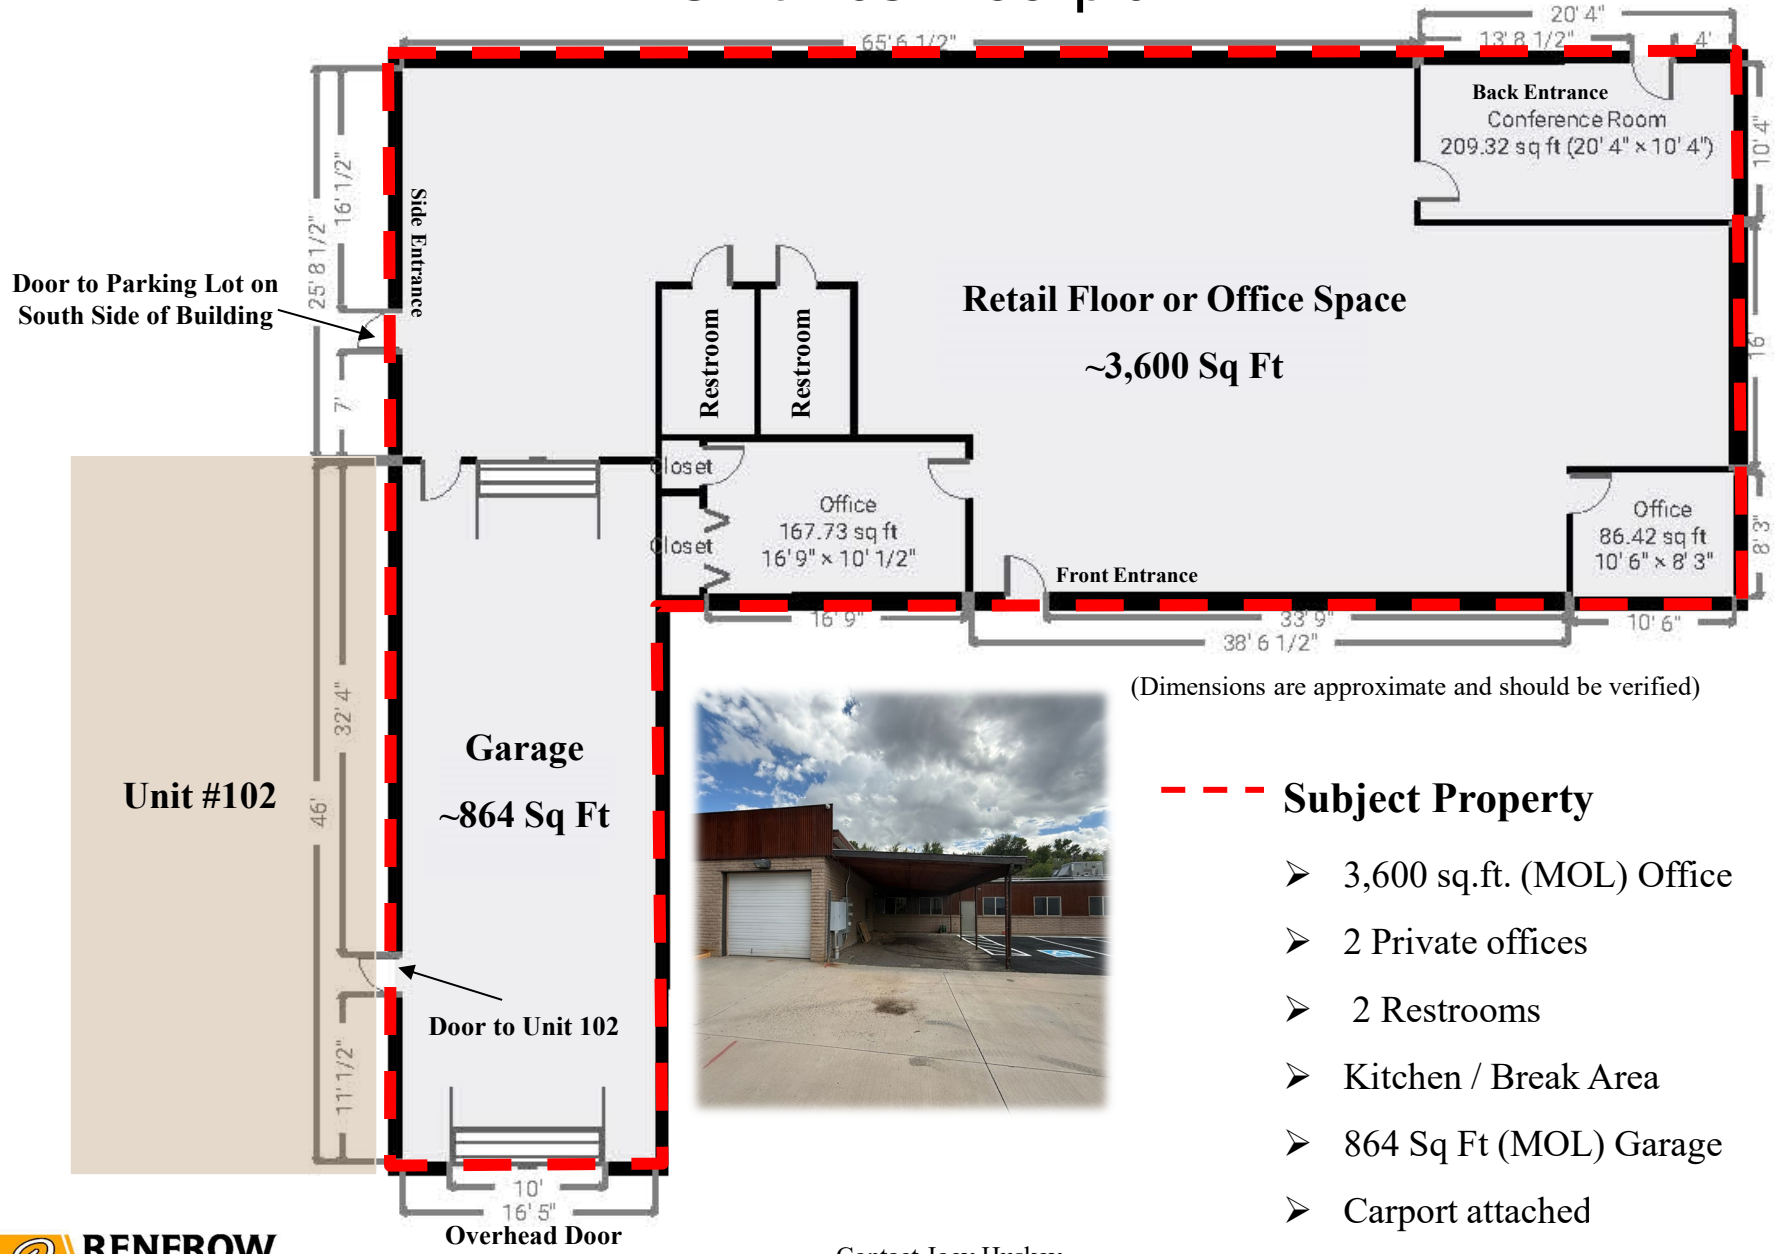 20' 4"
65' 6 1/2"
13' 8 1/2"
4'
Back Entrance
Conference Room
209.32 sq ft (20' 4" × 10' 4")
10' 4"
16' 1/2"
25' 8 1/2"
Side Entrance
Door to Parking Lot on
South Side of Building
7'
Restroom
Restroom
Retail Floor or Office Space
~3,600 Sq Ft
16'
Closet
Closet
Office
167.73 sq ft
16' 9" × 10' 1/2"
Office
86.42 sq ft
10' 6" × 8' 3"
8' 3"
Front Entrance
16' 9"
33' 9"
38' 6 1/2"
10' 6"
(Dimensions are approximate and should be verified)
32' 4"
46'
Unit #102
Garage
~864 Sq Ft
Door to Unit 102
11' 1/2"
10'
16' 5"
Overhead Door
Subject Property
➢ 3,600 sq.ft. (MOL) Office
➢ 2 Private offices
➢ 2 Restrooms
➢ Kitchen / Break Area
➢ 864 Sq Ft (MOL) Garage
➢ Carport attached
RENFROW